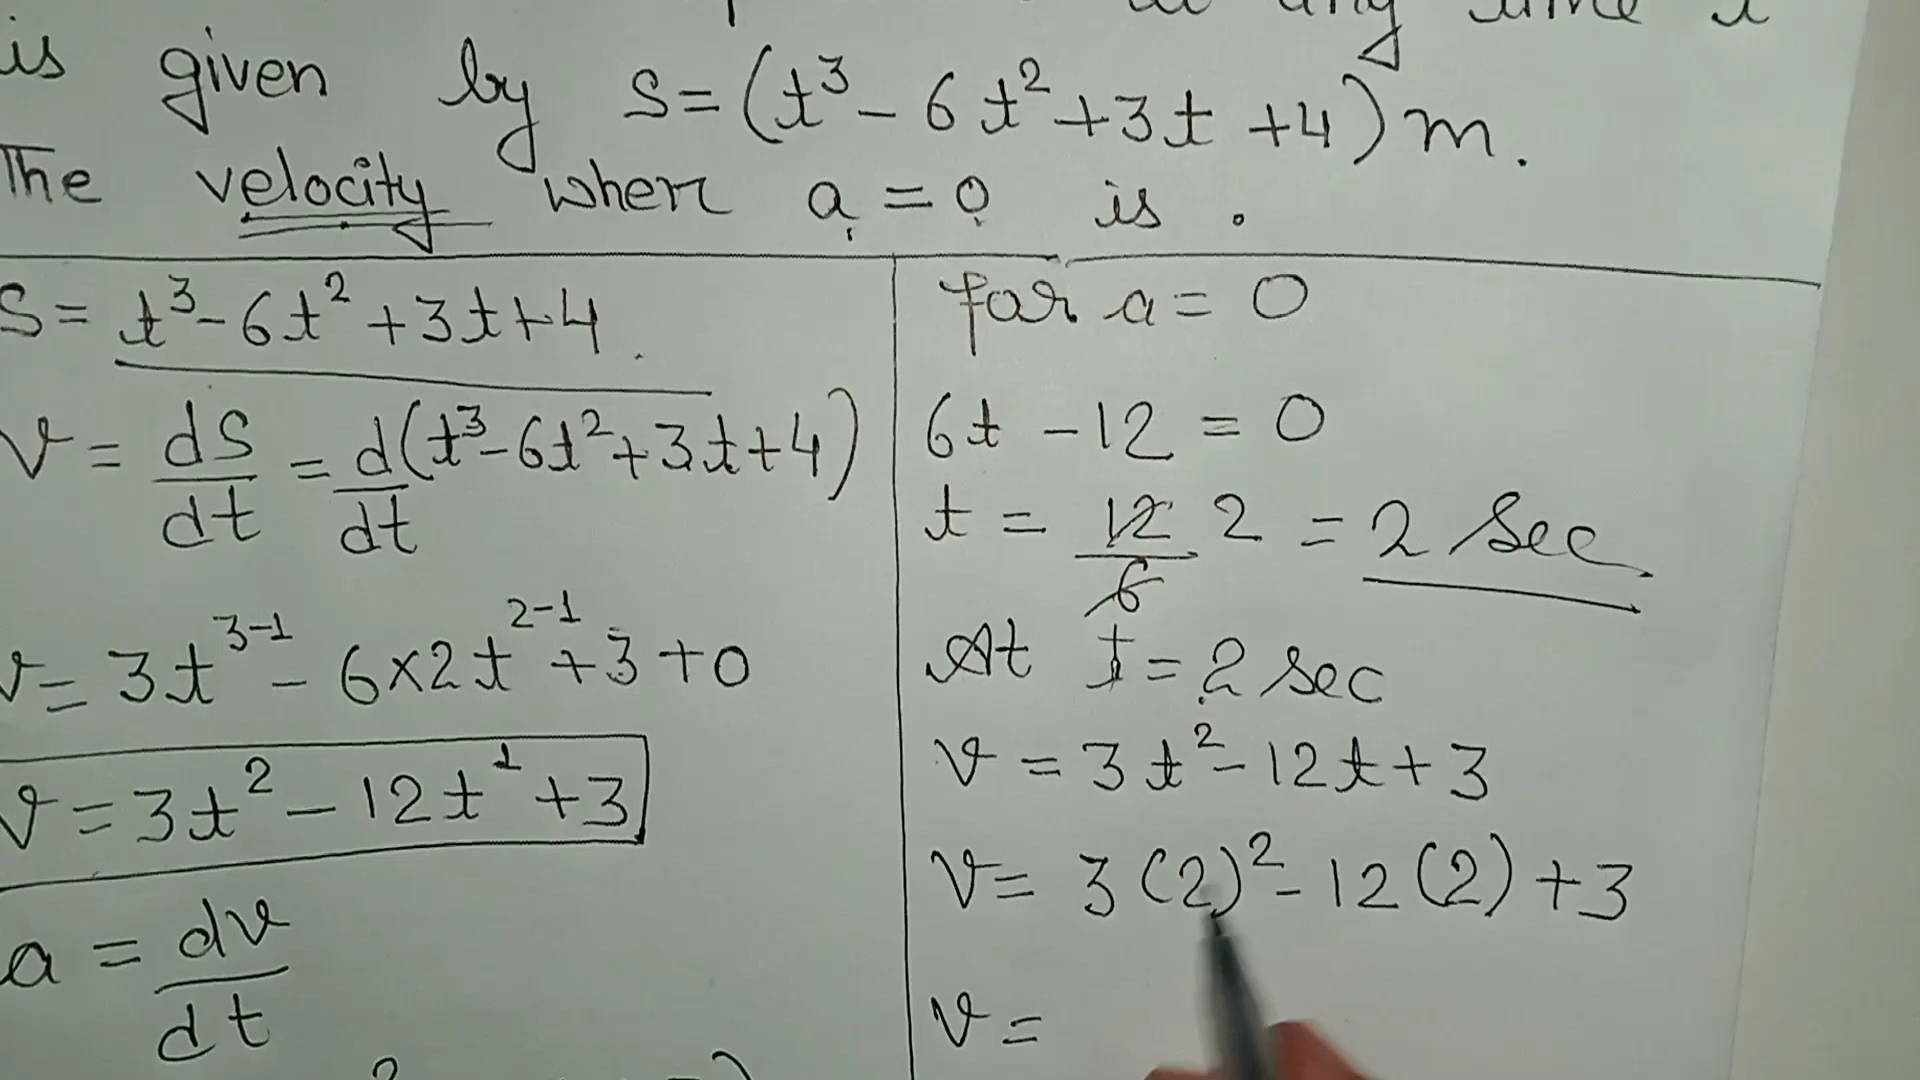 at any time t
is given by S=(t³-6t²+3t+4)m.
The velocity when a=0 is.
S= t³-6t²+3t+4
v = dS/dt = d/dt(t³-6t²+3t+4)
v= 3t³⁻¹ - 6×2t²⁻¹+3+0
v=3t²-12t¹+3
a = dv/dt
for a=0
6t -12 = 0
t = 12/6 2 = 2 Sec
At t=2 sec
v = 3t²-12t+3
V= 3(2)²-12(2)+3
v =